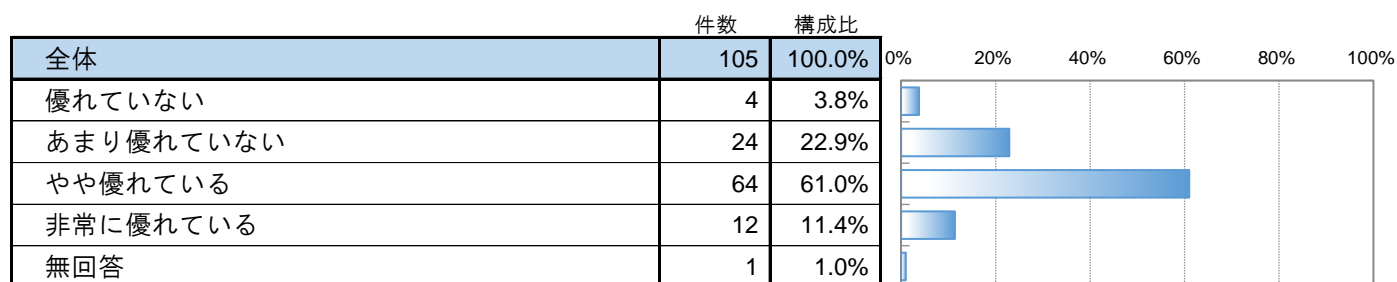 件数 構成比
全体 105 100.0% 0% 20% 40% 60% 80% 100%
優れていない 4 3.8%
あまり優れていない 24 22.9%
やや優れている 64 61.0%
非常に優れている 12 11.4%
無回答 1 1.0%